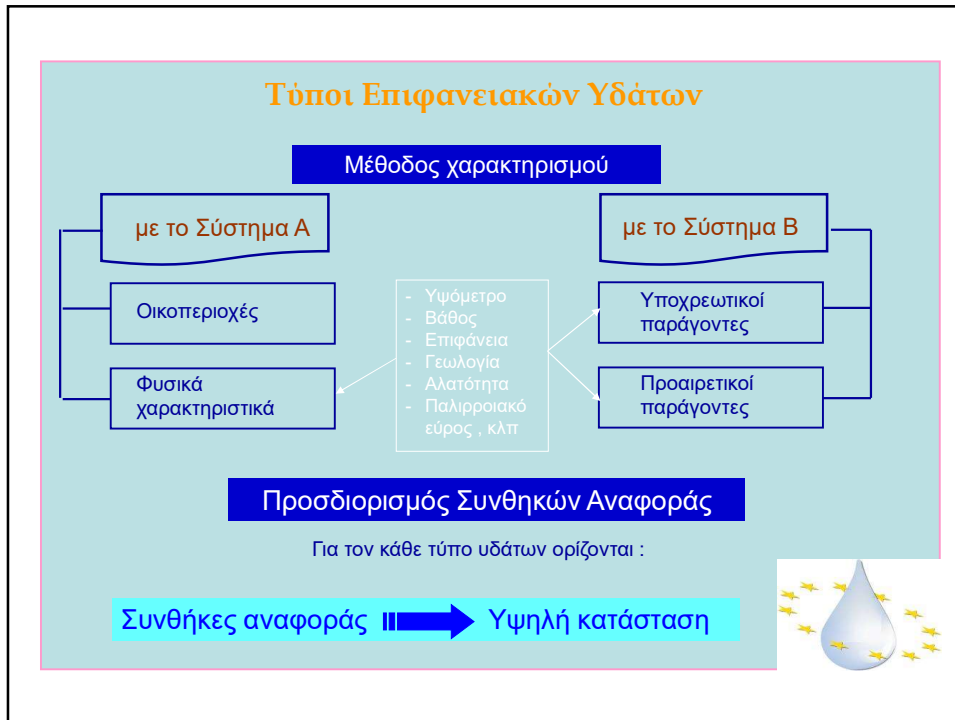 Τύποι Επιφανειακών Υδάτων
Μέθοδος χαρακτηρισμού
με το Σύστημα Α
με το Σύστημα Β
Οικοπεριοχές
Φυσικά
χαρακτηριστικά
- Υψόμετρο
- Βάθος
- Επιφάνεια
- Γεωλογία
- Αλατότητα
- Παλιρροιακό
εύρος , κλπ
Υποχρεωτικοί
παράγοντες
Προαιρετικοί
παράγοντες
Προσδιορισμός Συνθηκών Αναφοράς
Για τον κάθε τύπο υδάτων ορίζονται :
Συνθήκες αναφοράς Υψηλή κατάσταση